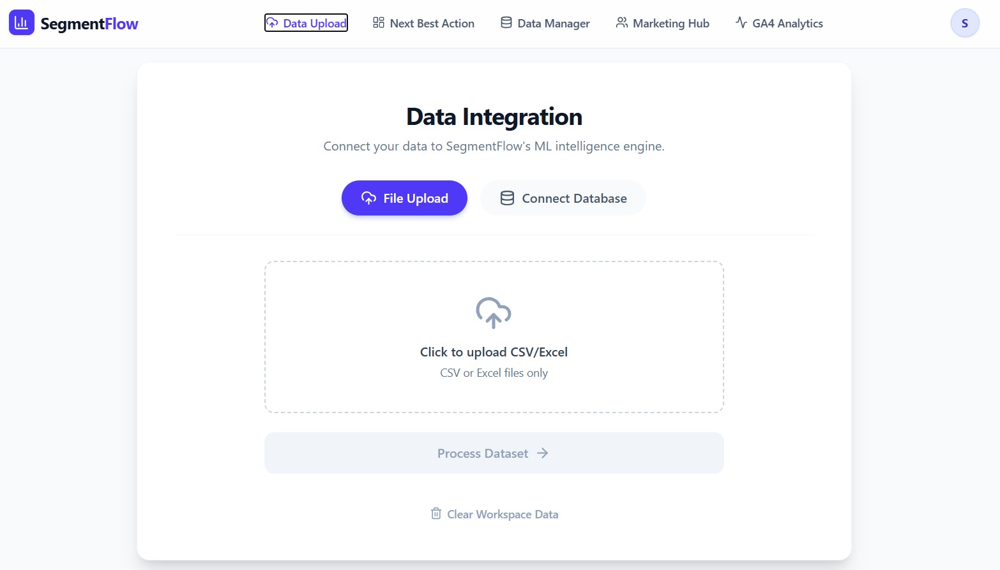 SegmentFlow
Data Upload
Next Best Action
Data Manager
Marketing Hub
GA4 Analytics
S
Data Integration
Connect your data to SegmentFlow's ML intelligence engine.
File Upload
Connect Database
Click to upload CSV/Excel
CSV or Excel files only
Process Dataset
Clear Workspace Data